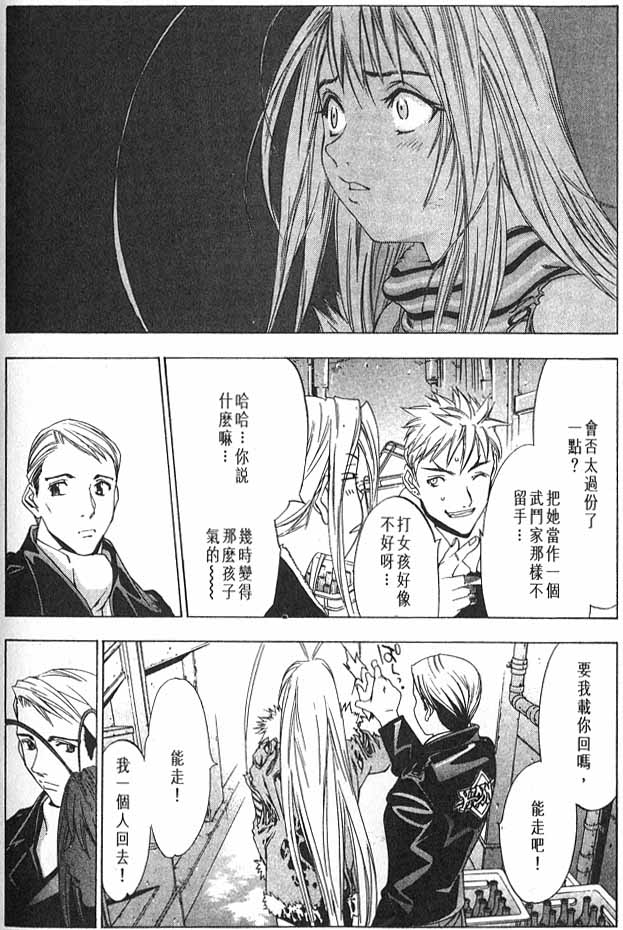 會否太過份了
一點？
把她當作一個
武鬥家那樣不
留手…
打女孩好像
不好呀…
哈哈…你說
什麼嘛…
幾時變得
那麼孩子
氣的～～～
要我載你回嗎，
能走吧！
能走！
我一個人回去！